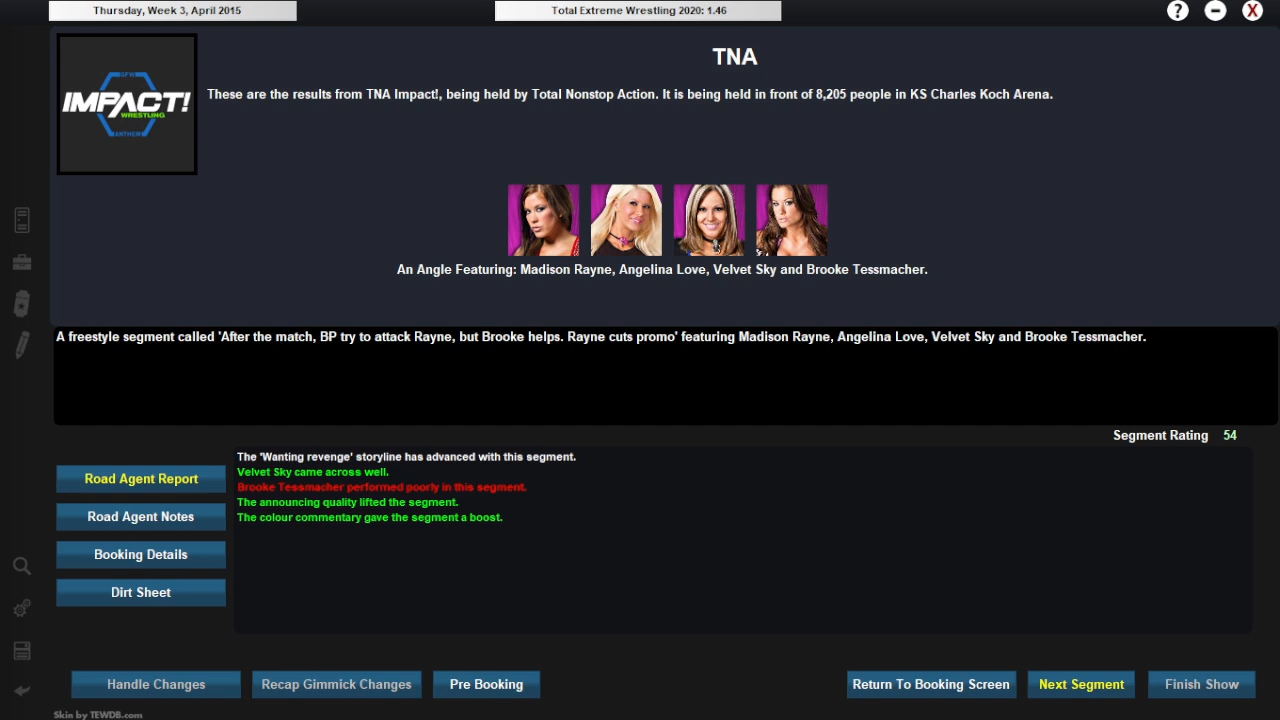 Thursday, Week 3, April 2015
Total Extreme Wrestling 2020: 1.46
? - X
TNA
GFW
IMPACT!
WRESTLING
ANTHEM
These are the results from TNA Impact!, being held by Total Nonstop Action. It is being held in front of 8,205 people in KS Charles Koch Arena.
An Angle Featuring: Madison Rayne, Angelina Love, Velvet Sky and Brooke Tessmacher.
A freestyle segment called 'After the match, BP try to attack Rayne, but Brooke helps. Rayne cuts promo' featuring Madison Rayne, Angelina Love, Velvet Sky and Brooke Tessmacher.
Segment Rating 54
Road Agent Report
Road Agent Notes
Booking Details
Dirt Sheet
The 'Wanting revenge' storyline has advanced with this segment.
Velvet Sky came across well.
Brooke Tessmacher performed poorly in this segment.
The announcing quality lifted the segment.
The colour commentary gave the segment a boost.
Handle Changes
Recap Gimmick Changes
Pre Booking
Return To Booking Screen
Next Segment
Finish Show
Skin by TEWDB.com